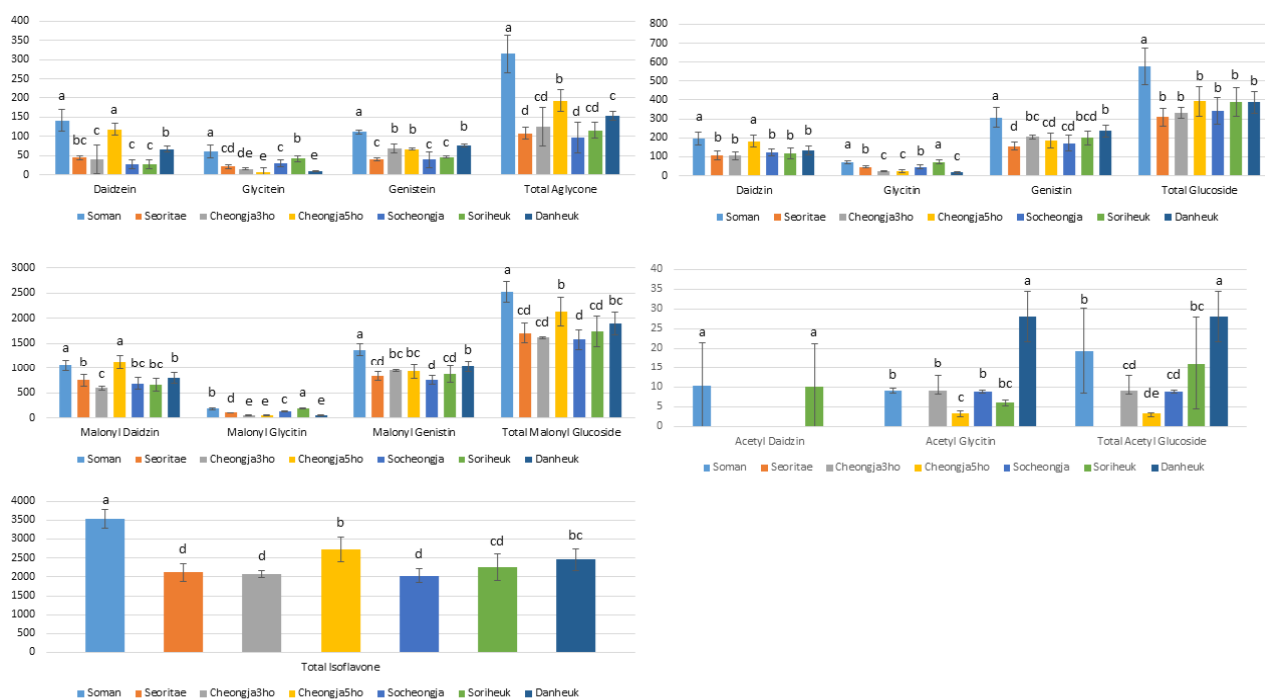 400
350
300
250
200
150
100
50
0
a
bc
c
a
c
c
b
a
cd
de
e
c
b
e
a
c
b
b
c
c
b
a
d
cd
b
d
cd
c
Daidzein Glycitein Genistein Total Aglycone
Soman Seoritae Cheongja3ho Cheongja5ho Socheongja Soriheuk Danheuk
800
700
600
500
400
300
200
100
0
a
b
b
a
b
b
b
a
b
c
c
b
a
c
a
d
bc
cd
cd
bcd
b
a
b
b
b
b
b
b
Daidzin Glycitin Genistin Total Glucoside
Soman Seoritae Cheongja3ho Cheongja5ho Socheongja Soriheuk Danheuk
3000
2500
2000
1500
1000
500
0
a
b
c
a
bc
bc
b
b
d
e
e
c
a
e
a
cd
bc
bc
d
cd
b
a
cd
cd
b
d
cd
bc
Malonyl Daidzin Malonyl Glycitin Malonyl Genistin Total Malonyl Glucoside
Soman Seoritae Cheongja3ho Cheongja5ho Socheongja Soriheuk Danheuk
40
35
30
25
20
15
10
5
0
a
a
b
b
c
b
bc
a
b
cd
de
cd
bc
a
Acetyl Daidzin Acetyl Glycitin Total Acetyl Glucoside
Soman Seoritae Cheongja3ho Cheongja5ho Socheongja Soriheuk Danheuk
4000
3500
3000
2500
2000
1500
1000
500
0
a
d
d
b
d
cd
bc
Total Isoflavone
Soman Seoritae Cheongja3ho Cheongja5ho Socheongja Soriheuk Danheuk